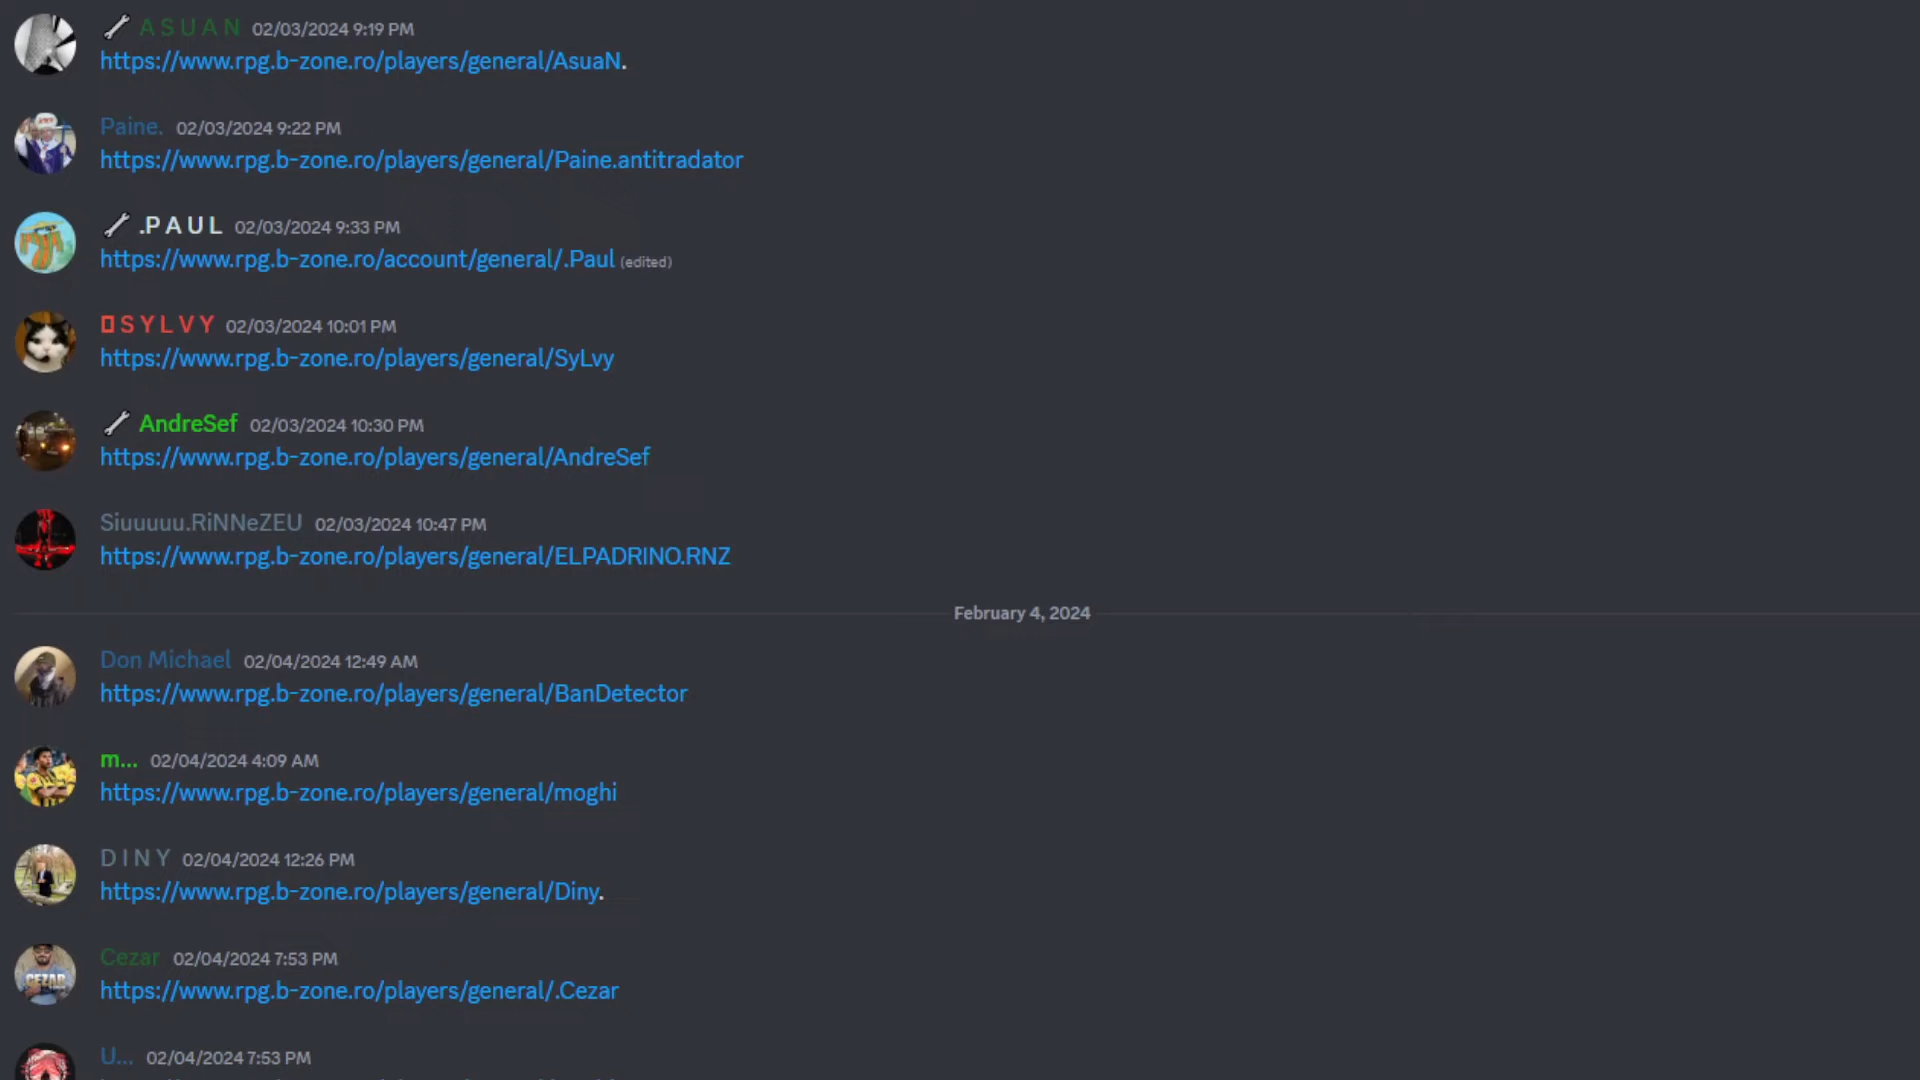 A S U A N 02/03/2024 9:19 PM
https://www.rpg.b-zone.ro/players/general/AsuaN.
Paine. 02/03/2024 9:22 PM
https://www.rpg.b-zone.ro/players/general/Paine.antitradator
.P A U L 02/03/2024 9:33 PM
https://www.rpg.b-zone.ro/account/general/.Paul (edited)
S Y L V Y 02/03/2024 10:01 PM
https://www.rpg.b-zone.ro/players/general/SyLvy
AndreSef 02/03/2024 10:30 PM
https://www.rpg.b-zone.ro/players/general/AndreSef
Siuuuuu.RiNNeZEU 02/03/2024 10:47 PM
https://www.rpg.b-zone.ro/players/general/ELPADRINO.RNZ
February 4, 2024
Don Michael 02/04/2024 12:49 AM
https://www.rpg.b-zone.ro/players/general/BanDetector
m... 02/04/2024 4:09 AM
https://www.rpg.b-zone.ro/players/general/moghi
D I N Y 02/04/2024 12:26 PM
https://www.rpg.b-zone.ro/players/general/Diny.
Cezar 02/04/2024 7:53 PM
CEZAR
https://www.rpg.b-zone.ro/players/general/.Cezar
U... 02/04/2024 7:53 PM